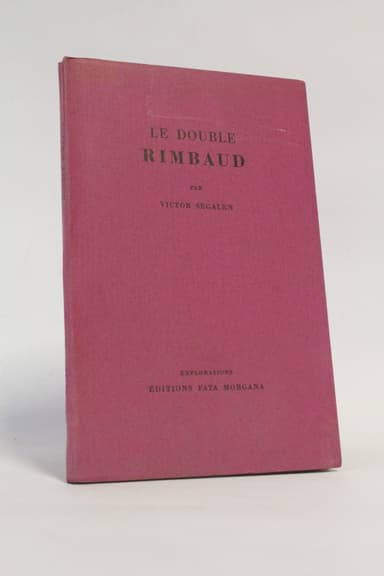 LE DOUBLE
RIMBAUD
PAR
VICTOR SEGALEN
EXPLORATIONS
ÉDITIONS FATA MORGANA